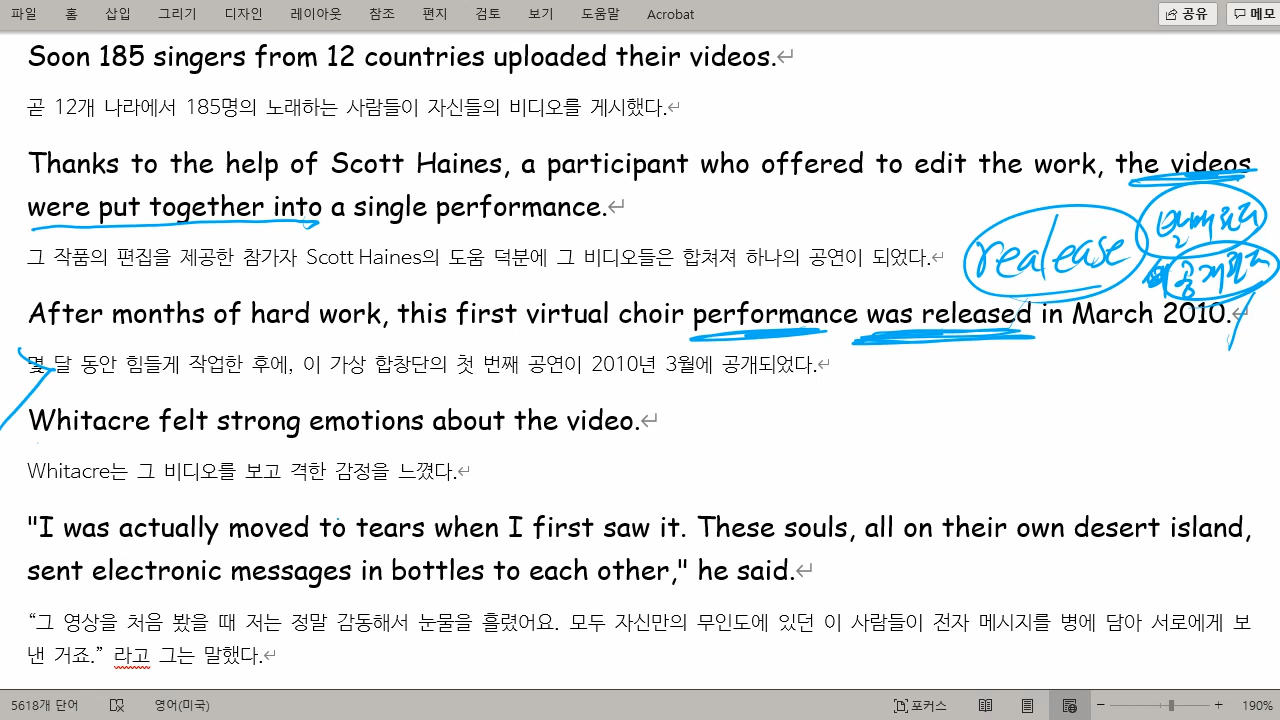 파일 홈 삽입 그리기 디자인 레이아웃 참조 편지 검토 보기 도움말 Acrobat 공유 메모
Soon 185 singers from 12 countries uploaded their videos.
곧 12개 나라에서 185명의 노래하는 사람들이 자신들의 비디오를 게시했다.
Thanks to the help of Scott Haines, a participant who offered to edit the work, the videos
were put together into a single performance.
그 작품의 편집을 제공한 참가자 Scott Haines의 도움 덕분에 그 비디오들은 합쳐져 하나의 공연이 되었다.
realease
After months of hard work, this first virtual choir performance was released in March 2010.
몇 달 동안 힘들게 작업한 후에, 이 가상 합창단의 첫 번째 공연이 2010년 3월에 공개되었다.
Whitacre felt strong emotions about the video.
Whitacre는 그 비디오를 보고 격한 감정을 느꼈다.
"I was actually moved to tears when I first saw it. These souls, all on their own desert island,
sent electronic messages in bottles to each other," he said.
“그 영상을 처음 봤을 때 저는 정말 감동해서 눈물을 흘렸어요. 모두 자신만의 무인도에 있던 이 사람들이 전자 메시지를 병에 담아 서로에게 보
낸 거죠.” 라고 그는 말했다.
5618개 단어 영어(미국) 포커스 190%